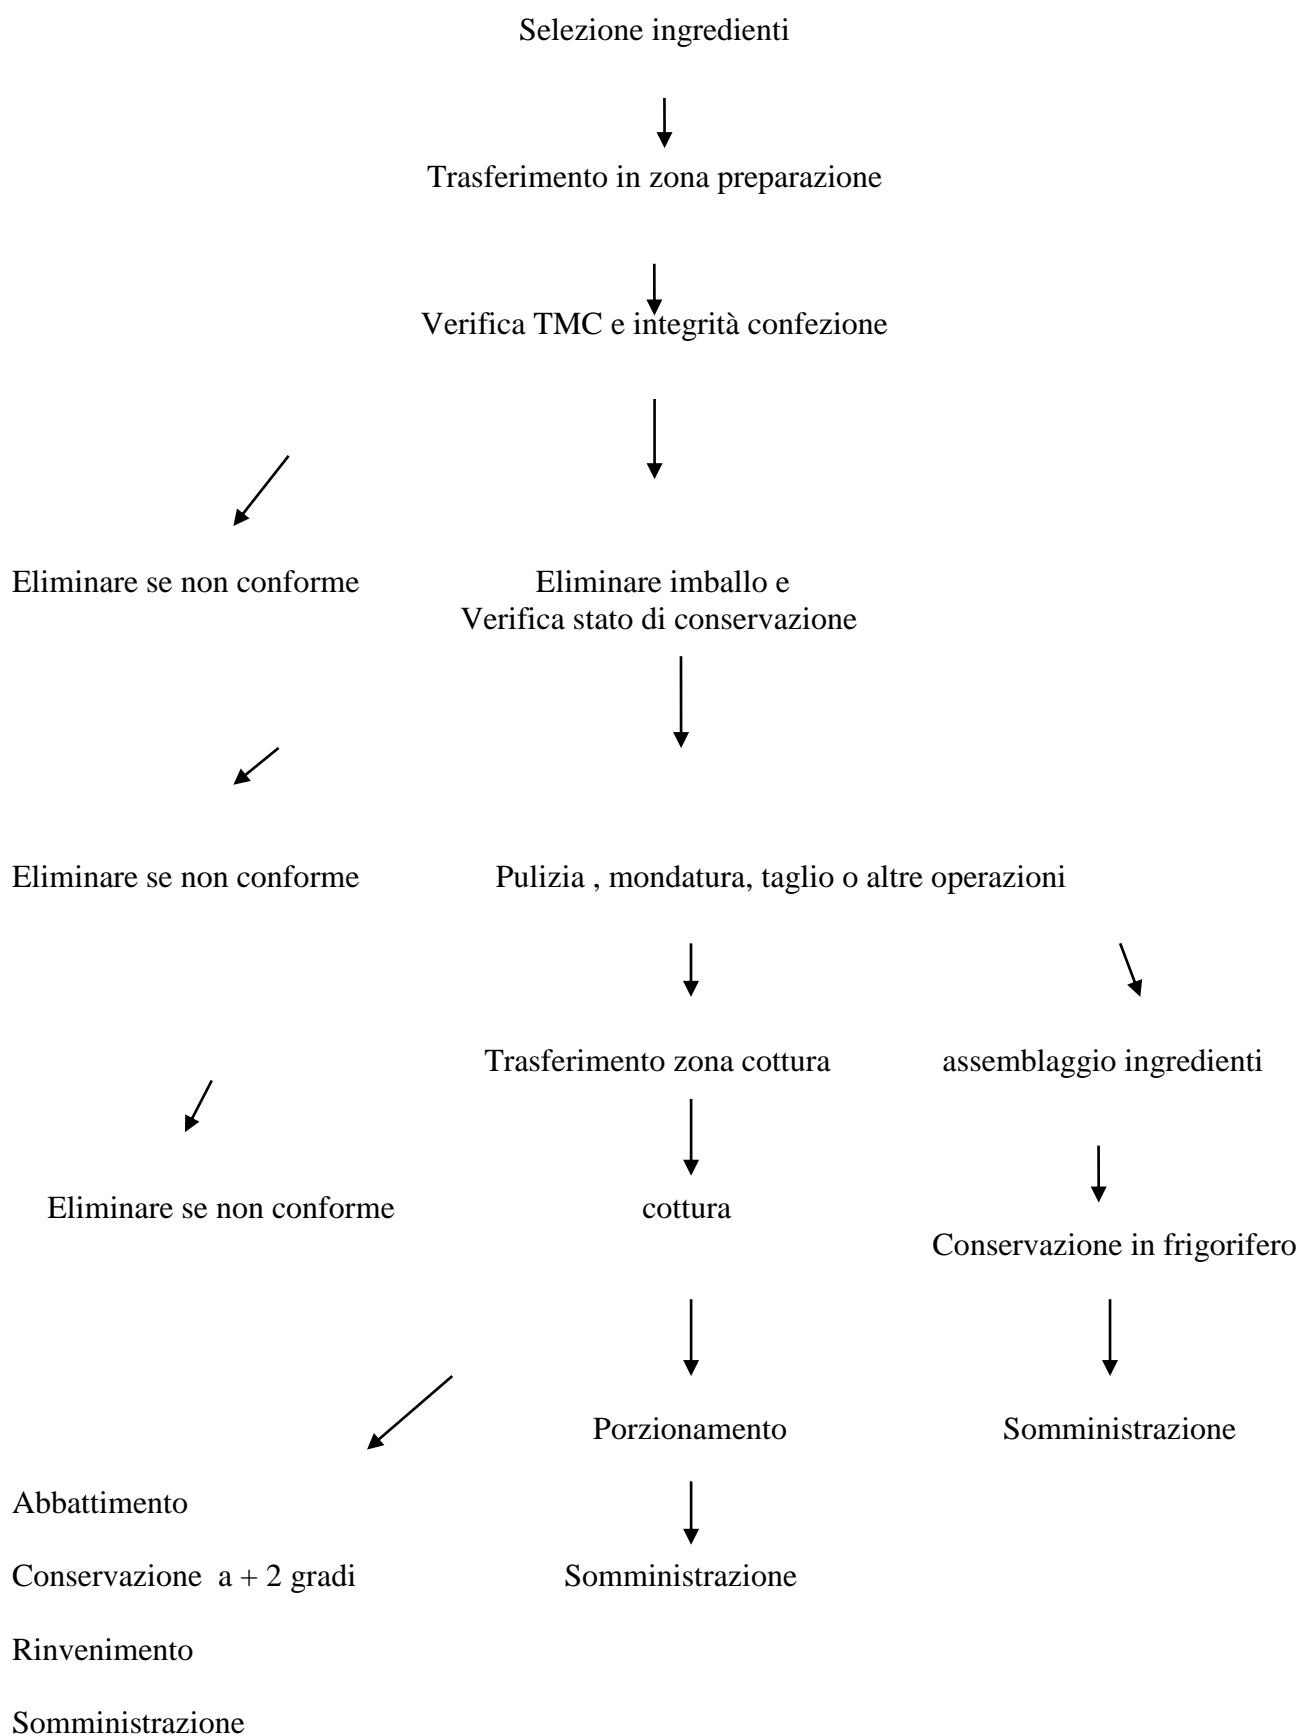 Selezione ingredienti
Trasferimento in zona preparazione
Verifica TMC e integrità confezione
Eliminare se non conforme
Eliminare imballo e
Verifica stato di conservazione
Eliminare se non conforme
Pulizia , mondatura, taglio o altre operazioni
Trasferimento zona cottura
assemblaggio ingredienti
Eliminare se non conforme
cottura
Conservazione in frigorifero
Porzionamento
Somministrazione
Abbattimento
Conservazione a + 2 gradi
Somministrazione
Rinvenimento
Somministrazione